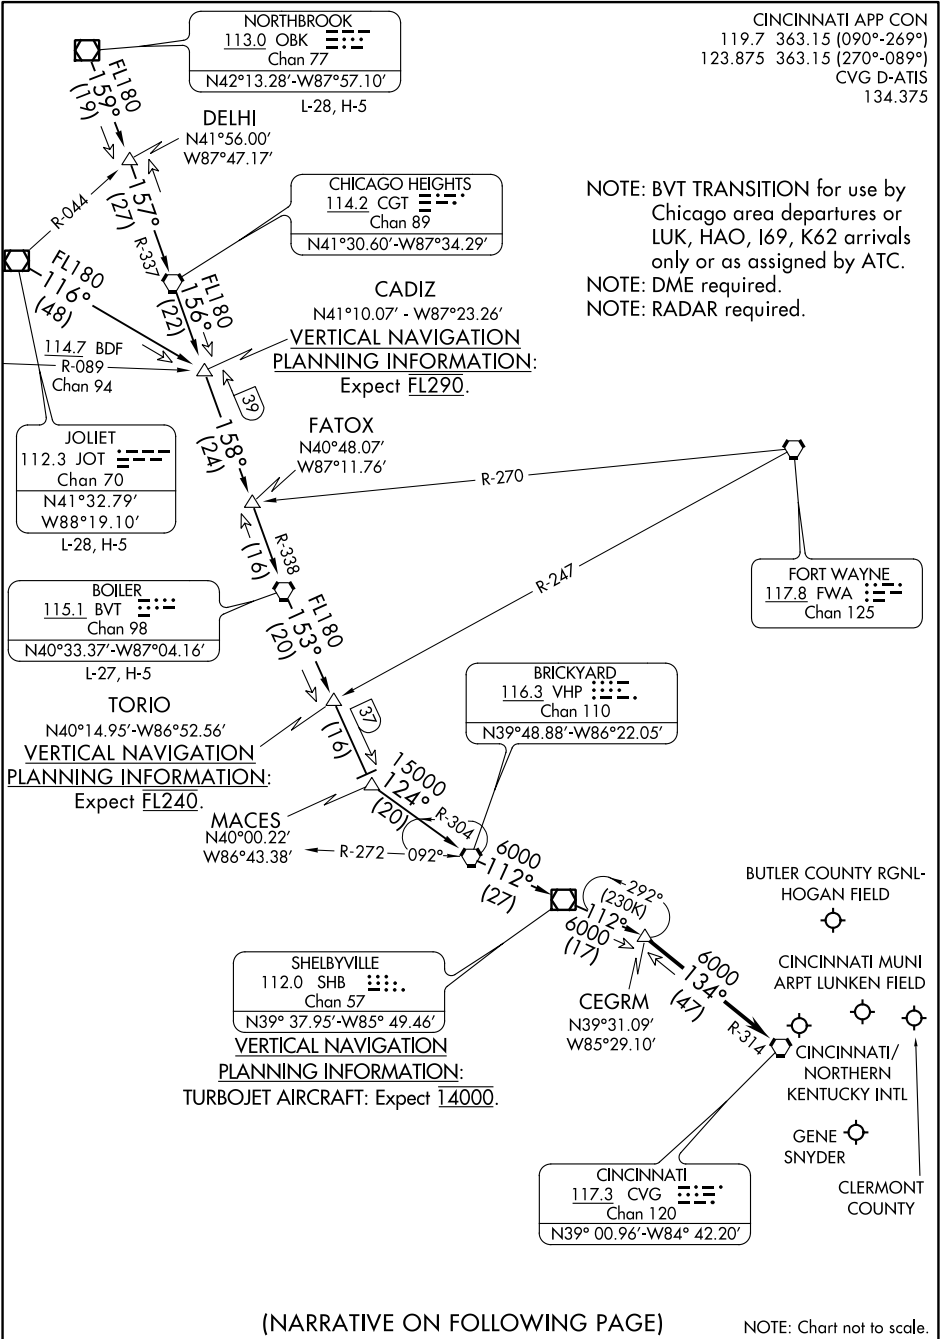 NORTHBROOK
113.0 OBK
Chan 77
N42°13.28'-W87°57.10'
L-28, H-5
CINCINNATI APP CON
119.7 363.15 (090°-269°)
123.875 363.15 (270°-089°)
CVG D-ATIS
134.375
FL180
159°
(19)
DELHI
N41°56.00'
W87°47.17'
NOTE: BVT TRANSITION for use by
Chicago area departures or
LUK, HAO, I69, K62 arrivals
only or as assigned by ATC.
NOTE: DME required.
NOTE: RADAR required.
CHICAGO HEIGHTS
114.2 CGT
Chan 89
N41°30.60'-W87°34.29'
R-044
157°
(27)
R-337
FL180
116°
(48)
FL180
156°
(22)
CADIZ
N41°10.07' - W87°23.26'
VERTICAL NAVIGATION
PLANNING INFORMATION:
Expect FL290.
114.7 BDF
R-089
Chan 94
39
JOLIET
112.3 JOT
Chan 70
N41°32.79'
W88°19.10'
L-28, H-5
158°
(24)
FATOX
N40°48.07'
W87°11.76'
R-270
R-247
(16)
R-338
FORT WAYNE
117.8 FWA
Chan 125
BOILER
115.1 BVT
Chan 98
N40°33.37'-W87°04.16'
L-27, H-5
FL180
153°
(20)
TORIO
N40°14.95'-W86°52.56'
VERTICAL NAVIGATION
PLANNING INFORMATION:
Expect FL240.
BRICKYARD
116.3 VHP
Chan 110
N39°48.88'-W86°22.05'
37
(16)
15000
124°
(20)
R-304
MACES
N40°00.22'
W86°43.38'
R-272
092°
6000
112°
(27)
292°
(230K)
112°
6000
(17)
BUTLER COUNTY RGNL-
HOGAN FIELD
SHELBYVILLE
112.0 SHB
Chan 57
N39° 37.95'-W85° 49.46'
VERTICAL NAVIGATION
PLANNING INFORMATION:
TURBOJET AIRCRAFT: Expect 14000.
CEGRM
N39°31.09'
W85°29.10'
6000
134°
(47)
R-314
CINCINNATI MUNI
ARPT LUNKEN FIELD
CINCINNATI/
NORTHERN
KENTUCKY INTL
GENE
SNYDER
CLERMONT
COUNTY
CINCINNATI
117.3 CVG
Chan 120
N39° 00.96'-W84° 42.20'
(NARRATIVE ON FOLLOWING PAGE)
NOTE: Chart not to scale.